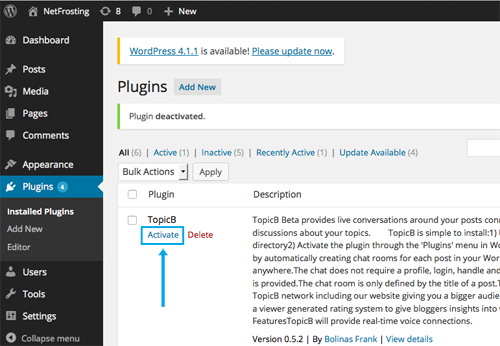 NetFrosting 8 0 + New
Dashboard
Posts
Media
Pages
Comments
Appearance
Plugins 4
Installed Plugins
Add New
Editor
Users
Tools
Settings
Collapse menu
WordPress 4.1.1 is available! Please update now.
Plugins Add New
Plugin deactivated.
All (6) | Active (1) | Inactive (5) | Recently Active (1) | Update Available (4)
Bulk Actions Apply
Plugin Description
TopicB
Activate Delete
TopicB Beta provides live conversations around your posts conn
discussions about your topics. TopicB is simple to install:1)
directory2) Activate the plugin through the 'Plugins' menu in Wo
by automatically creating chat rooms for each post in your Wor
anywhere.The chat does not require a profile, login, handle and
is provided.The chat room is only defined by the title of a post.T
TopicB network including our website giving you a bigger audie
a viewer generated rating system to give bloggers insights into
FeaturesTopicB will provide real-time voice connections.
Version 0.5.2 | By Bolinas Frank | View details